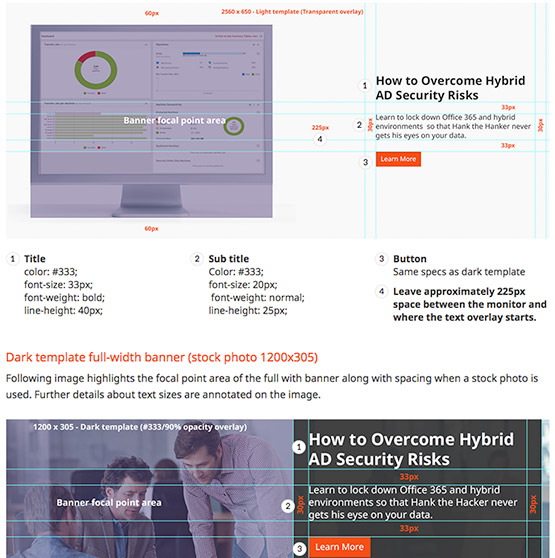 60px
2560 x 650 - Light template (Transparent overlay)
Banner focal point area
225px
4
1
How to Overcome Hybrid
AD Security Risks
33px
2
Learn to lock down Office 365 and hybrid
environments so that Hank the Hanker never
gets his eyes on your data.
30px
30px
33px
3
Learn More
60px
1 Title
color: #333;
font-size: 33px;
font-weight: bold;
line-height: 40px;
2 Sub title
Color: #333;
font-size: 20px;
font-weight: normal;
line-height: 25px;
3 Button
Same specs as dark template
4 Leave approximately 225px
space between the monitor and
where the text overlay starts.
Dark template full-width banner (stock photo 1200x305)
Following image highlights the focal point area of the full with banner along with spacing when a stock photo is
used. Further details about text sizes are annotated on the image.
1200 x 305 - Dark template (#333/90% opacity overlay)
Banner focal point area
1
How to Overcome Hybrid
AD Security Risks
33px
2
30px
Learn to lock down Office 365 and hybrid
environments so that Hank the Hacker never
gets his eyse on your data.
30px
33px
3
Learn More